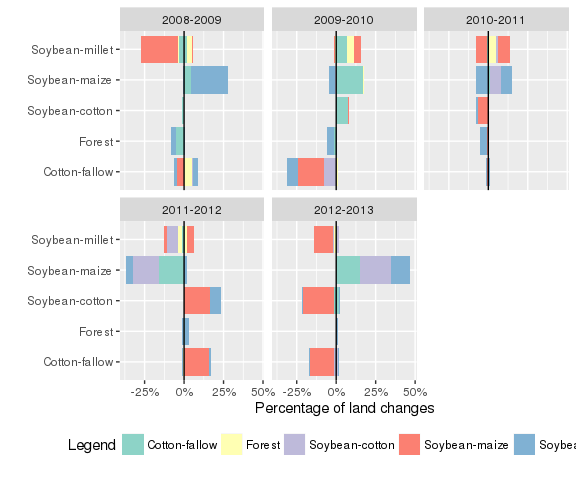 2008-2009 2009-2010 2010-2011
Soybean-millet
Soybean-maize
Soybean-cotton
Forest
Cotton-fallow
2011-2012 2012-2013
Soybean-millet
Soybean-maize
Soybean-cotton
Forest
Cotton-fallow
-25% 0% 25% 50% -25% 0% 25% 50%
Percentage of land changes
Legend Cotton-fallow Forest Soybean-cotton Soybean-maize Soybea